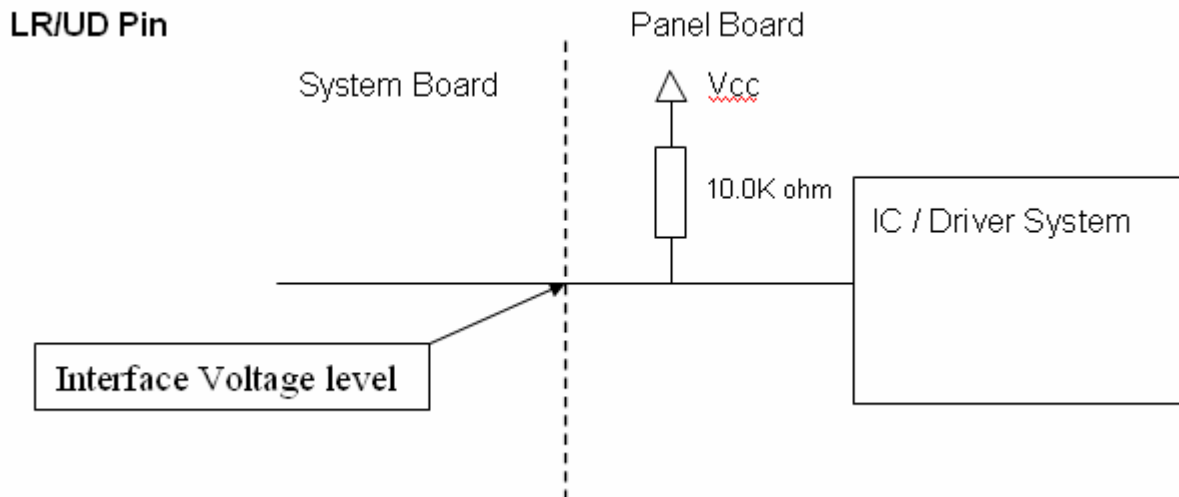 LR/UD Pin
Panel Board
System Board
Vcc
10.0K ohm
IC / Driver System
Interface Voltage level